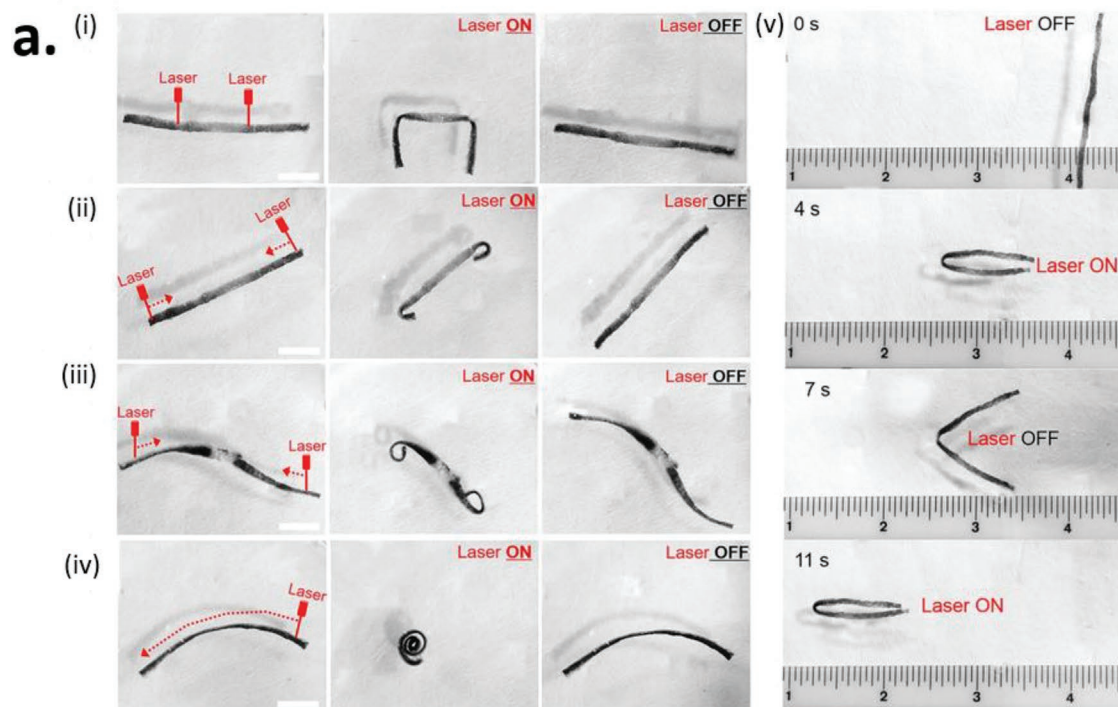 a.
(i)
Laser
Laser
Laser ON
Laser OFF
(ii)
Laser
Laser
Laser ON
Laser OFF
(iii)
Laser
Laser
Laser ON
Laser OFF
(iv)
Laser
Laser ON
Laser OFF
(v)
0 s
Laser OFF
1 2 3 4
4 s
Laser ON
1 2 3 4
7 s
Laser OFF
1 2 3 4
11 s
Laser ON
1 2 3 4